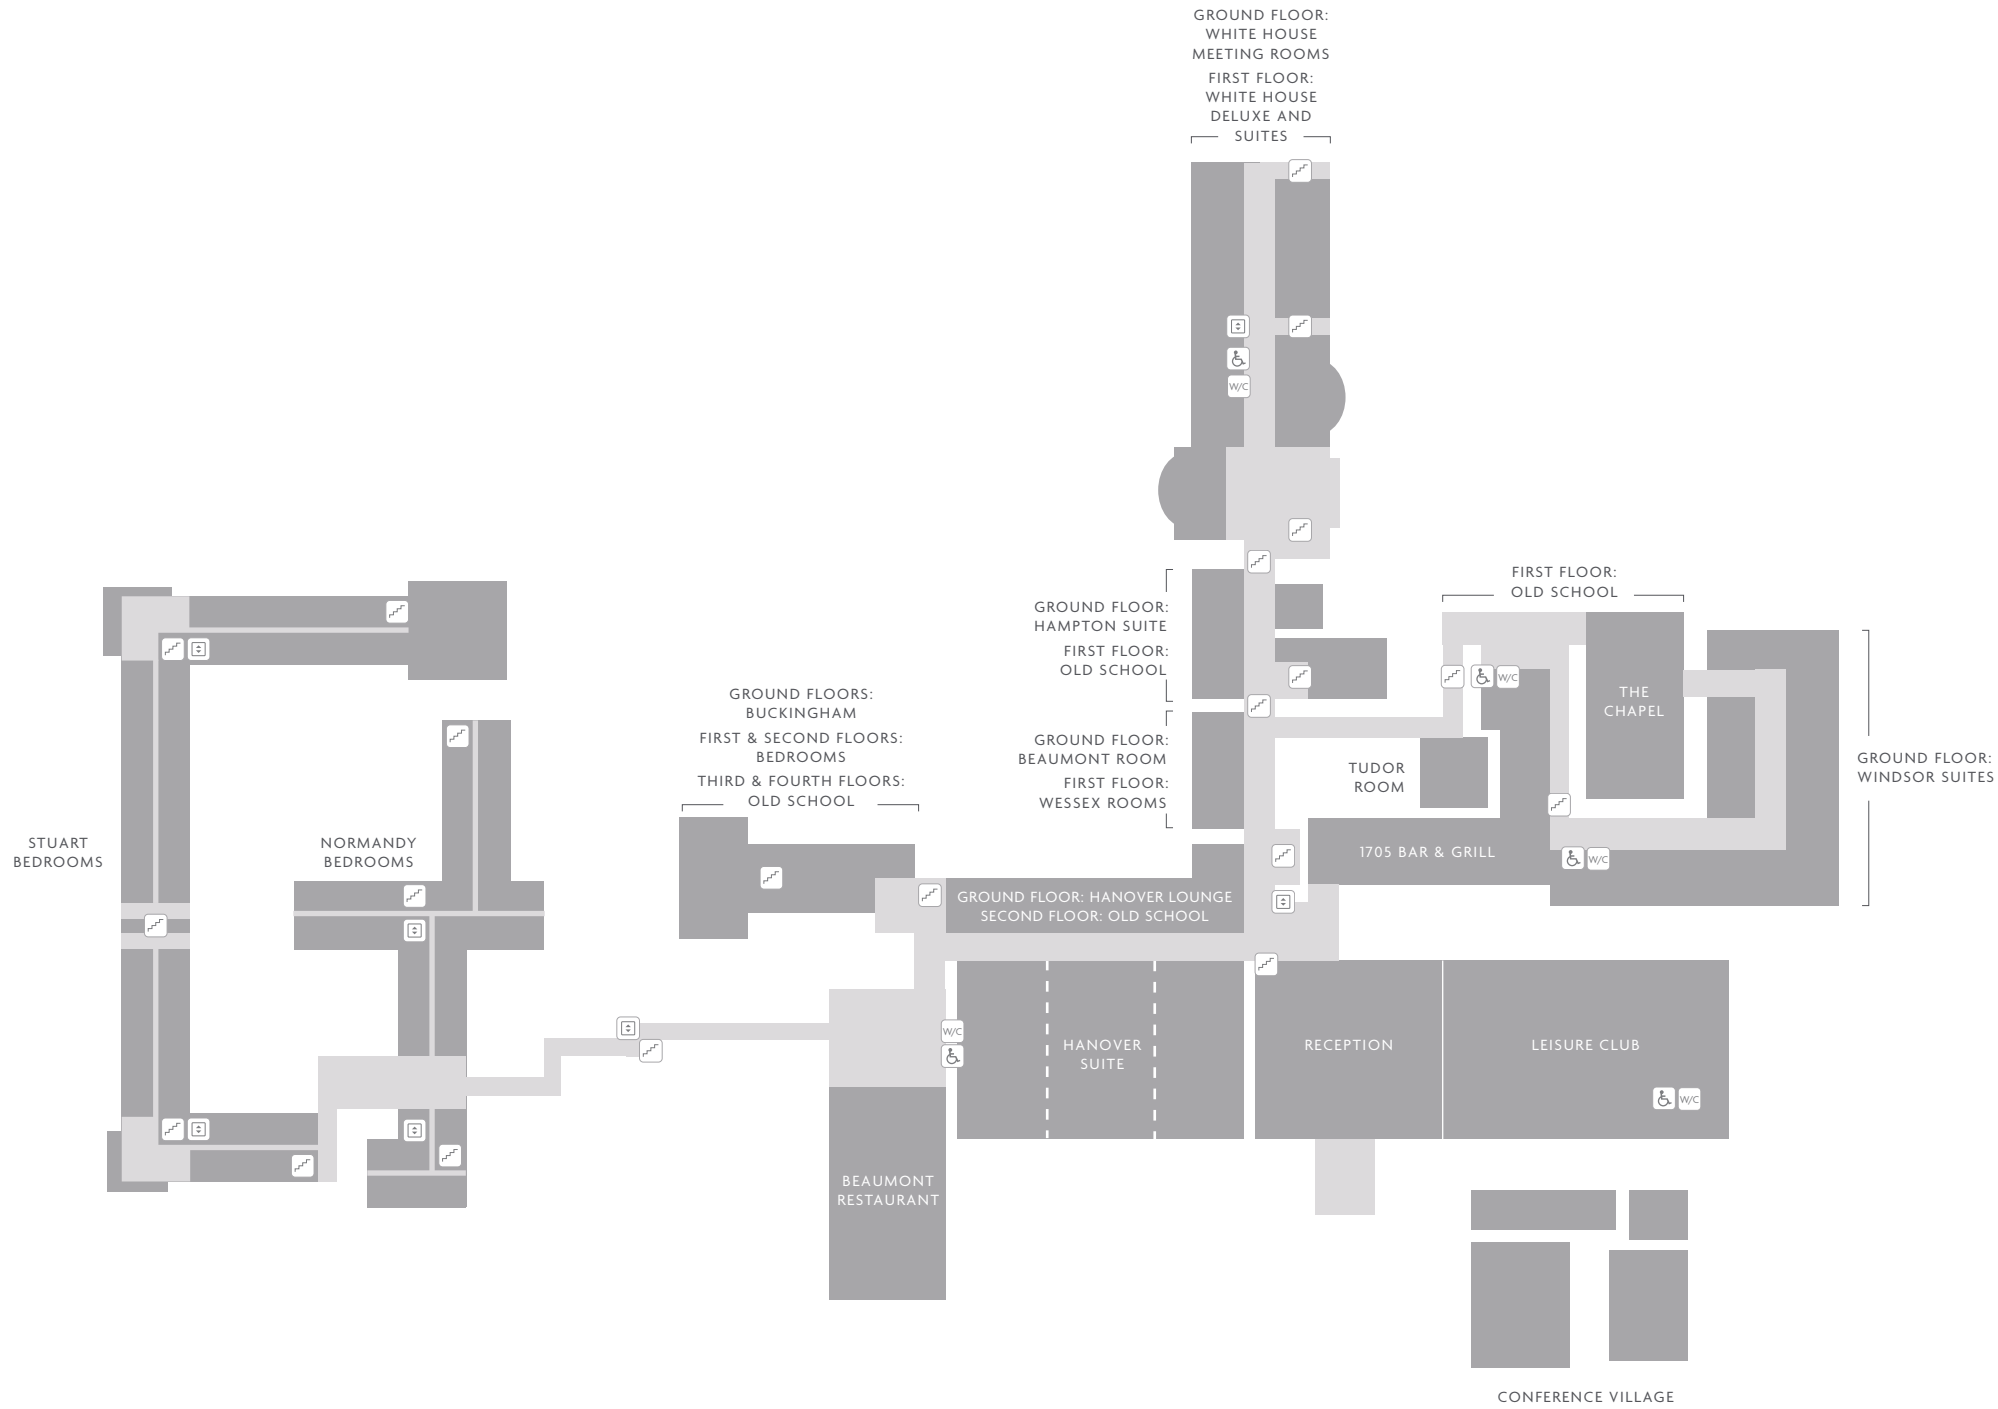 GROUND FLOOR:
WHITE HOUSE
MEETING ROOMS
FIRST FLOOR:
WHITE HOUSE
DELUXE AND
SUITES
W/C
FIRST FLOOR:
OLD SCHOOL
GROUND FLOOR:
HAMPTON SUITE
FIRST FLOOR:
OLD SCHOOL
W/C
THE
CHAPEL
GROUND FLOORS:
BUCKINGHAM
FIRST & SECOND FLOORS:
BEDROOMS
THIRD & FOURTH FLOORS:
OLD SCHOOL
GROUND FLOOR:
BEAUMONT ROOM
FIRST FLOOR:
WESSEX ROOMS
TUDOR
ROOM
GROUND FLOOR:
WINDSOR SUITES
STUART
BEDROOMS
NORMANDY
BEDROOMS
1705 BAR & GRILL
W/C
GROUND FLOOR: HANOVER LOUNGE
SECOND FLOOR: OLD SCHOOL
W/C
HANOVER
SUITE
RECEPTION
LEISURE CLUB
W/C
BEAUMONT
RESTAURANT
CONFERENCE VILLAGE